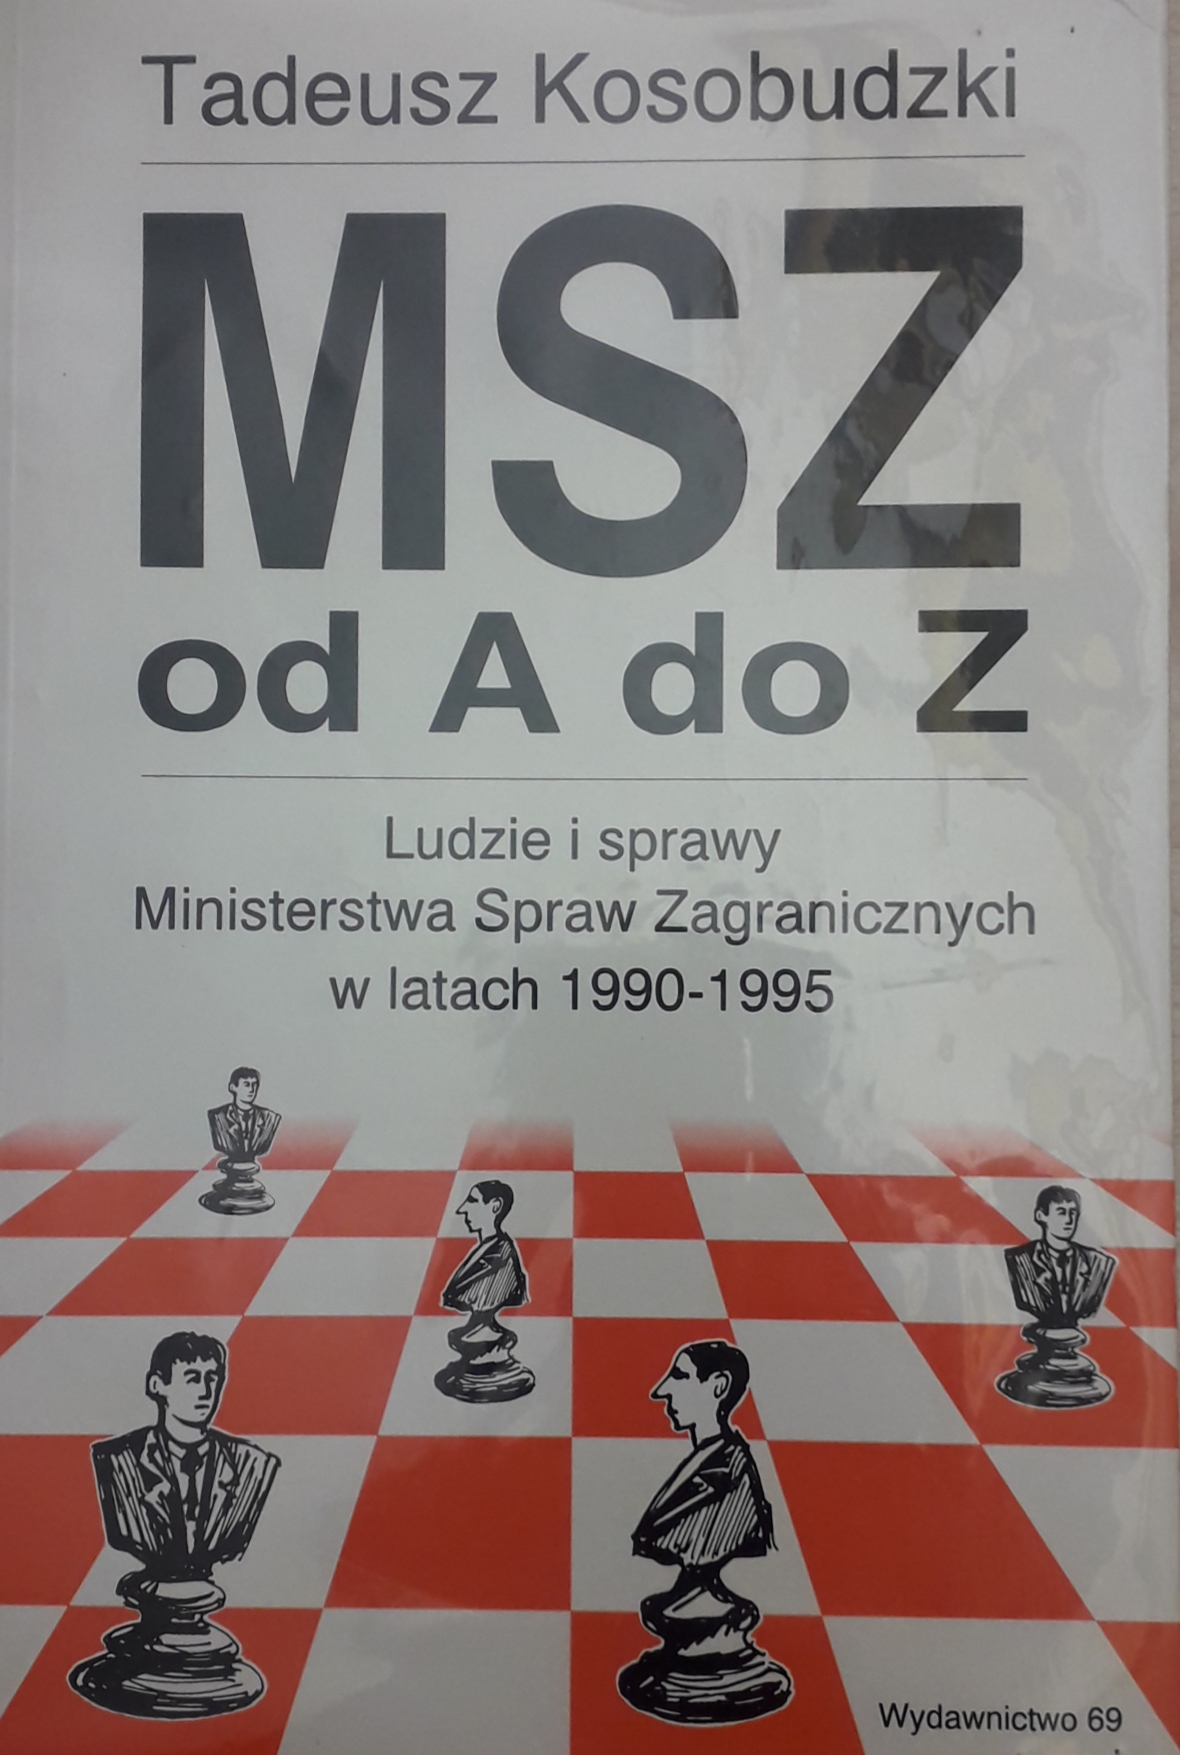 Tadeusz Kosobudzki
MSZ
od A do Z
Ludzie i sprawy
Ministerstwa Spraw Zagranicznych
w latach 1990-1995
Wydawnictwo 69